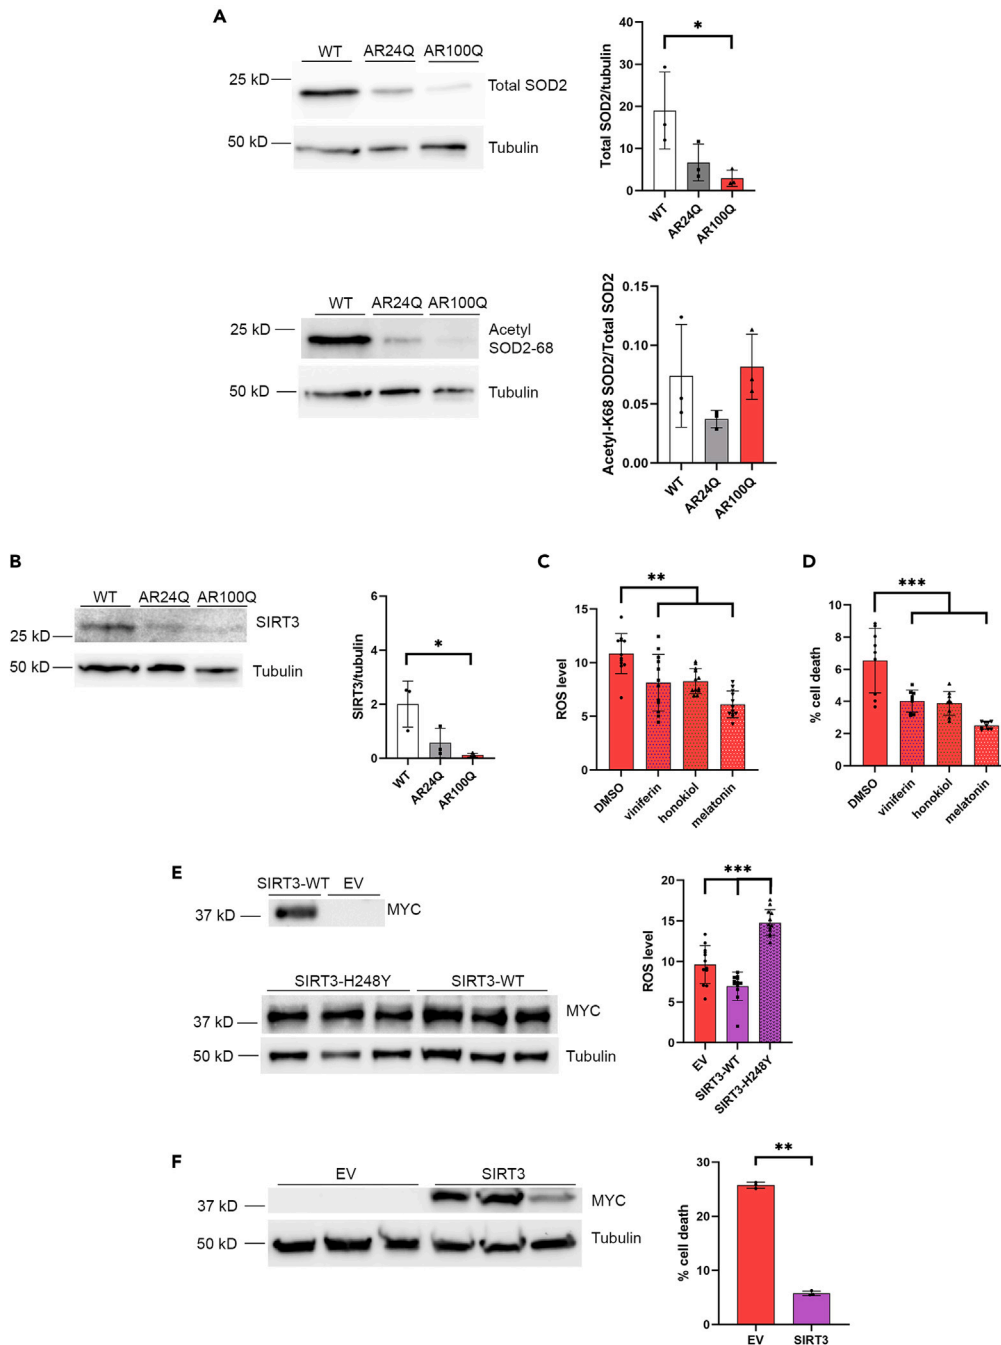 A
WT AR24Q AR100Q
25 kD
Total SOD2
50 kD
Tubulin
Total SOD2/tubulin
40
30
20
10
0
*
WT
AR24Q
AR100Q
WT AR24Q AR100Q
25 kD
Acetyl
SOD2-68
50 kD
Tubulin
Acetyl-K68 SOD2/Total SOD2
0.15
0.10
0.05
0.00
WT
AR24Q
AR100Q
B
WT AR24Q AR100Q
SIRT3
25 kD
50 kD
Tubulin
SIRT3/tubulin
6
4
2
0
*
WT
AR24Q
AR100Q
C
ROS level
15
10
5
0
**
DMSO
viniferin
honokiol
melatonin
D
% cell death
10
8
6
4
2
0
***
DMSO
viniferin
honokiol
melatonin
E
SIRT3-WT EV
MYC
37 kD
SIRT3-H248Y SIRT3-WT
MYC
37 kD
50 kD
Tubulin
ROS level
20
15
10
5
0
***
EV
SIRT3-WT
SIRT3-H248Y
F
EV SIRT3
MYC
37 kD
Tubulin
50 kD
% cell death
30
20
10
0
**
EV SIRT3